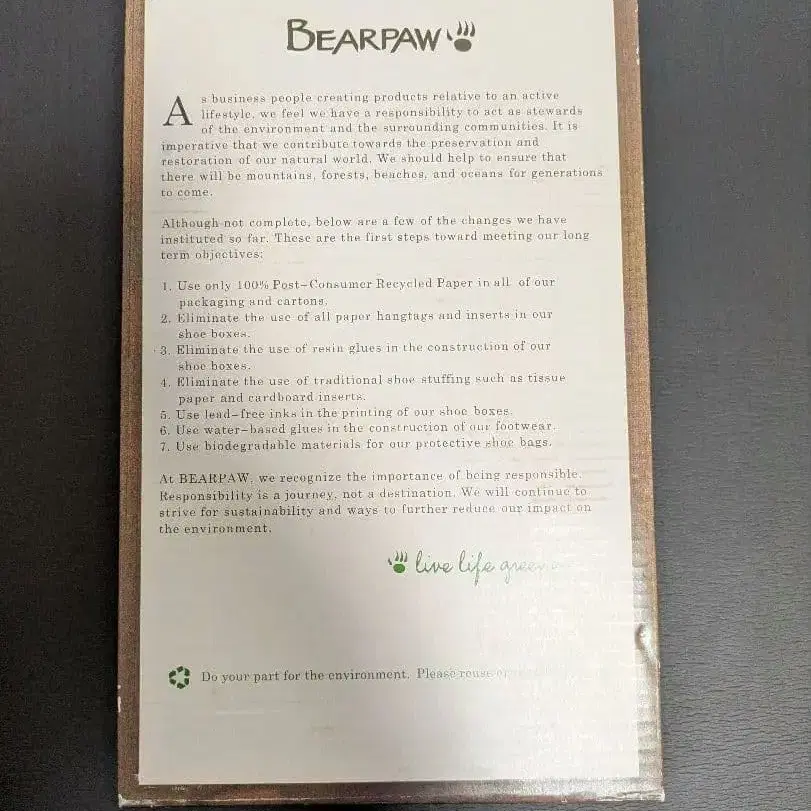 BEARPAW
As business people creating products relative to an active
lifestyle, we feel we have a responsibility to act as stewards
of the environment and the surrounding communities. It is
imperative that we contribute towards the preservation and
restoration of our natural world. We should help to ensure that
there will be mountains, forests, beaches, and oceans for generations
to come.
Although not complete, below are a few of the changes we have
instituted so far. These are the first steps toward meeting our long
term objectives:
1. Use only 100% Post-Consumer Recycled Paper in all of our
packaging and cartons.
2. Eliminate the use of all paper hangtags and inserts in our
shoe boxes.
3. Eliminate the use of resin glues in the construction of our
shoe boxes.
4. Eliminate the use of traditional shoe stuffing such as tissue
paper and cardboard inserts.
5. Use lead-free inks in the printing of our shoe boxes.
6. Use water-based glues in the construction of our footwear.
7. Use biodegradable materials for our protective shoe bags.
At BEARPAW, we recognize the importance of being responsible.
Responsibility is a journey, not a destination. We will continue to
strive for sustainability and ways to further reduce our impact on
the environment.
live life green
Do your part for the environment. Please reuse